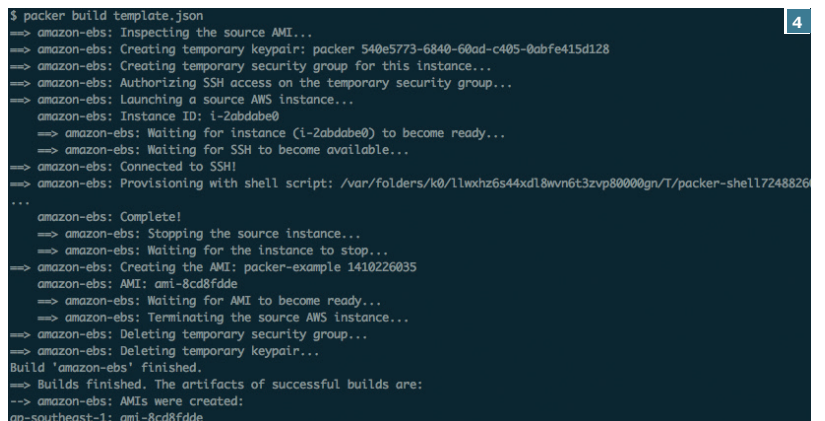 $ packer build template.json
4
==> amazon-ebs: Inspecting the source AMI...
==> amazon-ebs: Creating temporary keypair: packer 540e5773-6840-60ad-c405-0abfe415d128
==> amazon-ebs: Creating temporary security group for this instance...
==> amazon-ebs: Authorizing SSH access on the temporary security group...
==> amazon-ebs: Launching a source AWS instance...
amazon-ebs: Instance ID: i-2abdabe0
==> amazon-ebs: Waiting for instance (i-2abdabe0) to become ready...
==> amazon-ebs: Waiting for SSH to become available...
==> amazon-ebs: Connected to SSH!
==> amazon-ebs: Provisioning with shell script: /var/folders/k0/llwxhz6s44xdl8wvn6t3zvp80000gn/T/packer-shell7248826
...
amazon-ebs: Complete!
==> amazon-ebs: Stopping the source instance...
==> amazon-ebs: Waiting for the instance to stop...
==> amazon-ebs: Creating the AMI: packer-example 1410226035
amazon-ebs: AMI: ami-8cd8fdde
==> amazon-ebs: Waiting for AMI to become ready...
==> amazon-ebs: Terminating the source AWS instance...
==> amazon-ebs: Deleting temporary security group...
==> amazon-ebs: Deleting temporary keypair...
Build 'amazon-ebs' finished.
==> Builds finished. The artifacts of successful builds are:
--> amazon-ebs: AMIs were created:
ap-southeast-1: ami-8cd8fdde